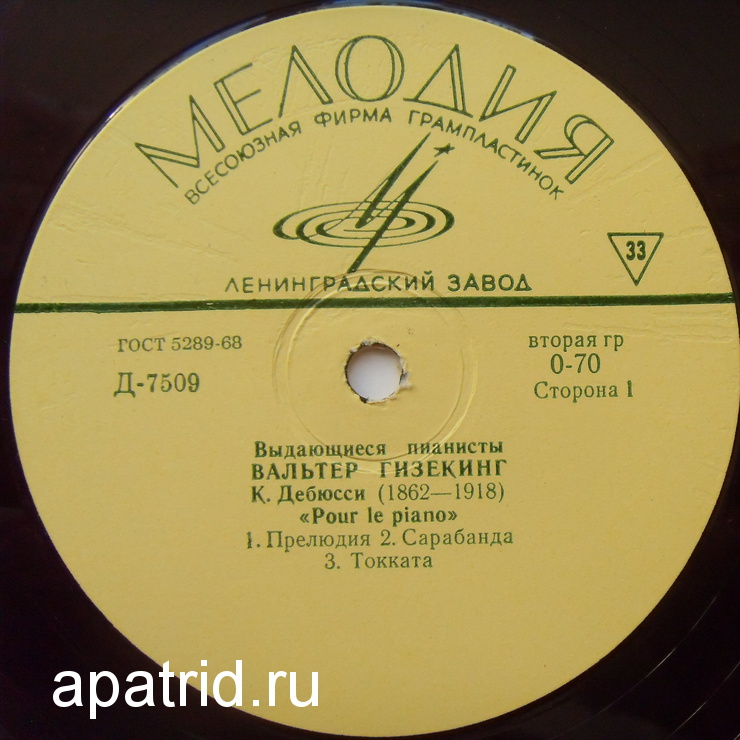 МЕЛОДИЯ
ВСЕСОЮЗНАЯ ФИРМА ГРАМПЛАСТИНОК
33
ЛЕНИНГРАДСКИЙ ЗАВОД
ГОСТ 5289-68
вторая гр
Д-7509
0-70
Сторона 1
Выдающиеся пианисты
ВАЛЬТЕР ГИЗЕКИНГ
К. Дебюсси (1862—1918)
«Pour le piano»
1. Прелюдия 2. Сарабанда
3. Токката
apatrid.ru